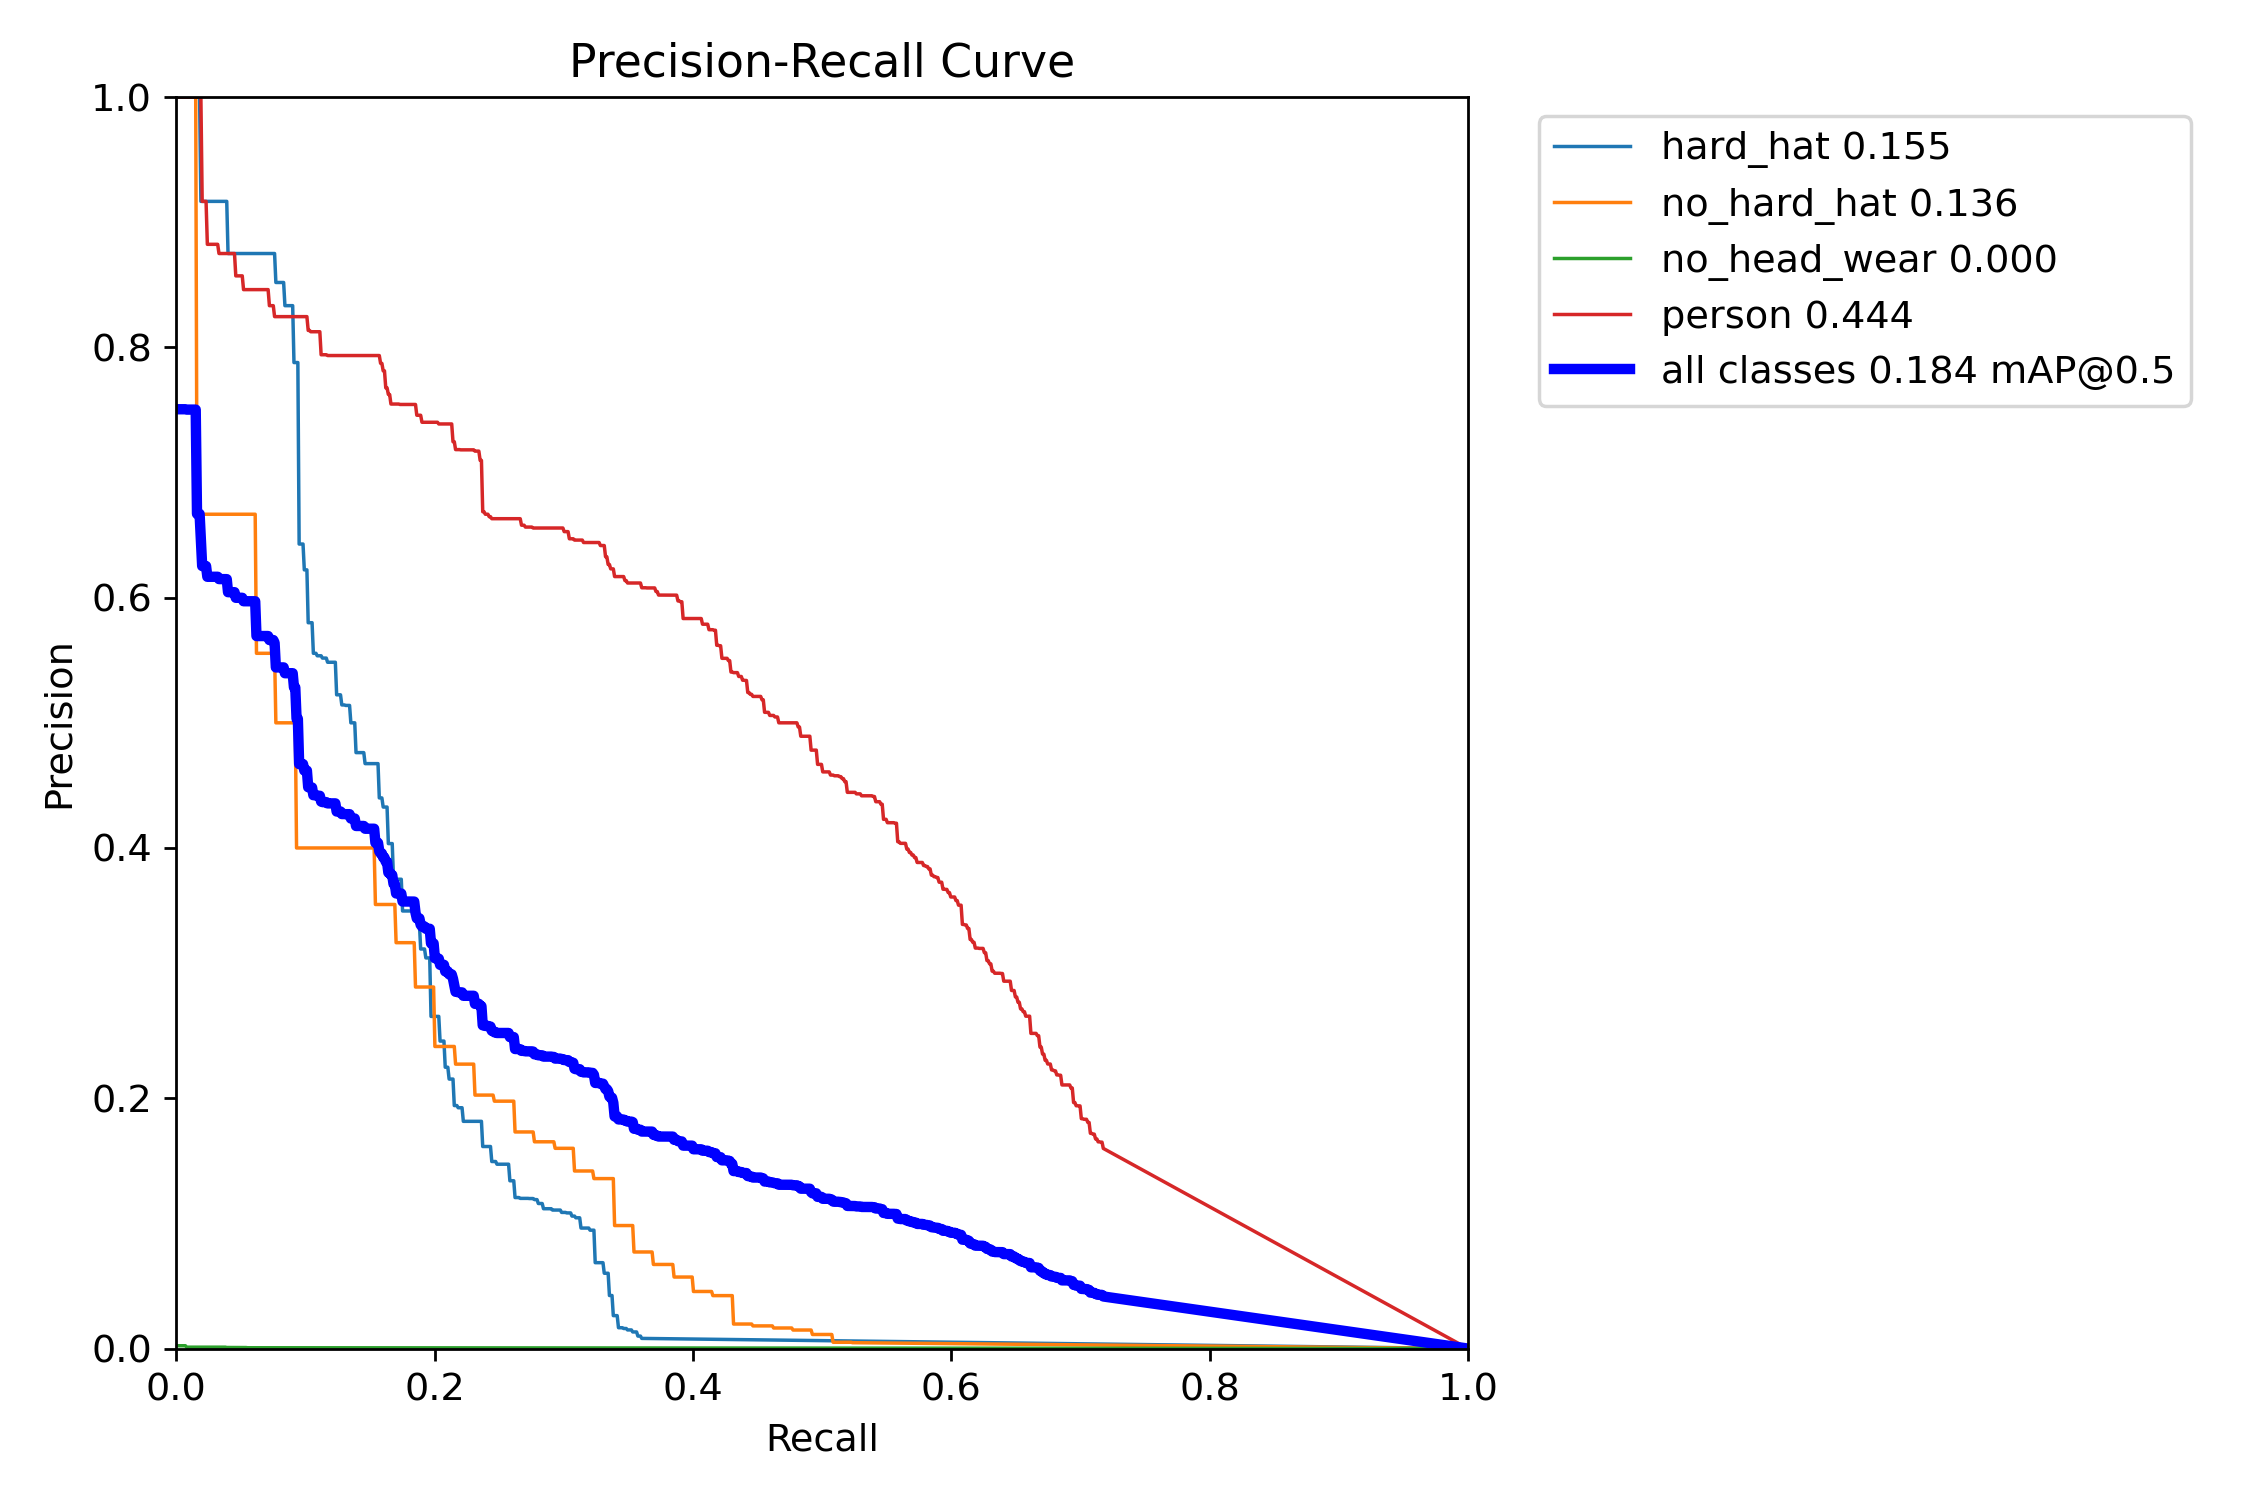 Precision-Recall Curve
1.0
0.8
0.6
0.4
0.2
0.0
Precision
0.0 0.2 0.4 0.6 0.8 1.0
Recall
hard_hat 0.155
no_hard_hat 0.136
no_head_wear 0.000
person 0.444
all classes 0.184 mAP@0.5